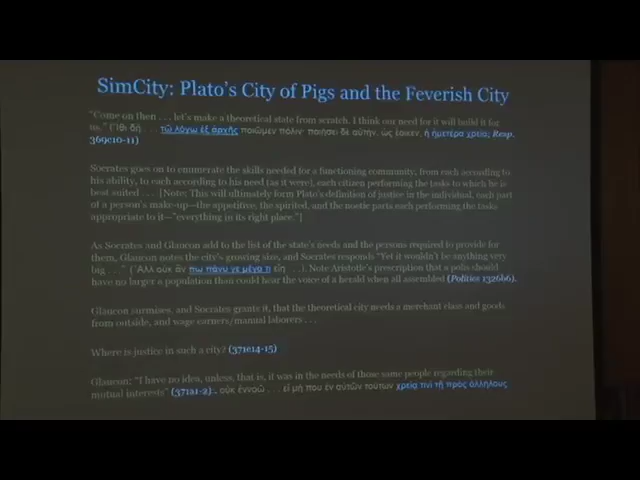 SimCity: Plato's City of Pigs and the Feverish City
"Come on then . . . let's make a theoretical state from scratch. I think our need for it will build it for
us." (Ἴθι δή . . . τῷ λόγῳ ἐξ ἀρχῆς ποιῶμεν πόλιν· ποιήσει δὲ αὐτήν, ὡς ἔοικεν, ἡ ἡμετέρα χρεία; Resp.
369c10-11)
Socrates goes on to enumerate the skills needed for a functioning community, from each according to
his ability, to each according to his need (as it were), each citizen performing the tasks to which he is
best suited . . . [Note: This will ultimately form Plato's definition of justice in the individual, each part
of a person's make-up—the appetitive, the spirited, and the noetic parts each performing the tasks
appropriate to it—"everything in its right place."]
As Socrates and Glaucon add to the list of the state's needs and the persons required to provide for
them, Glaucon notes the city's growing size, and Socrates responds "Yet it wouldn't be anything very
big . . ." (Ἀλλ' οὐκ ἂν πω πάνυ γε μέγα τι εἴη . . .). Note Aristotle's prescription that a polis should
have no larger a population than could hear the voice of a herald when all assembled (Politics 1326b6).
Glaucon surmises, and Socrates grants it, that the theoretical city needs a merchant class and goods
from outside, and wage earners/manual laborers . . .
Where is justice in such a city? (371e14-15)
Glaucon: "I have no idea, unless, that is, it was in the needs of those same people regarding their
mutual interests" (371a1-2):. οὐκ ἐννοῶ . . . εἰ μή που ἐν αὐτῶν τούτων χρείᾳ τινὶ τῇ πρὸς ἀλλήλους